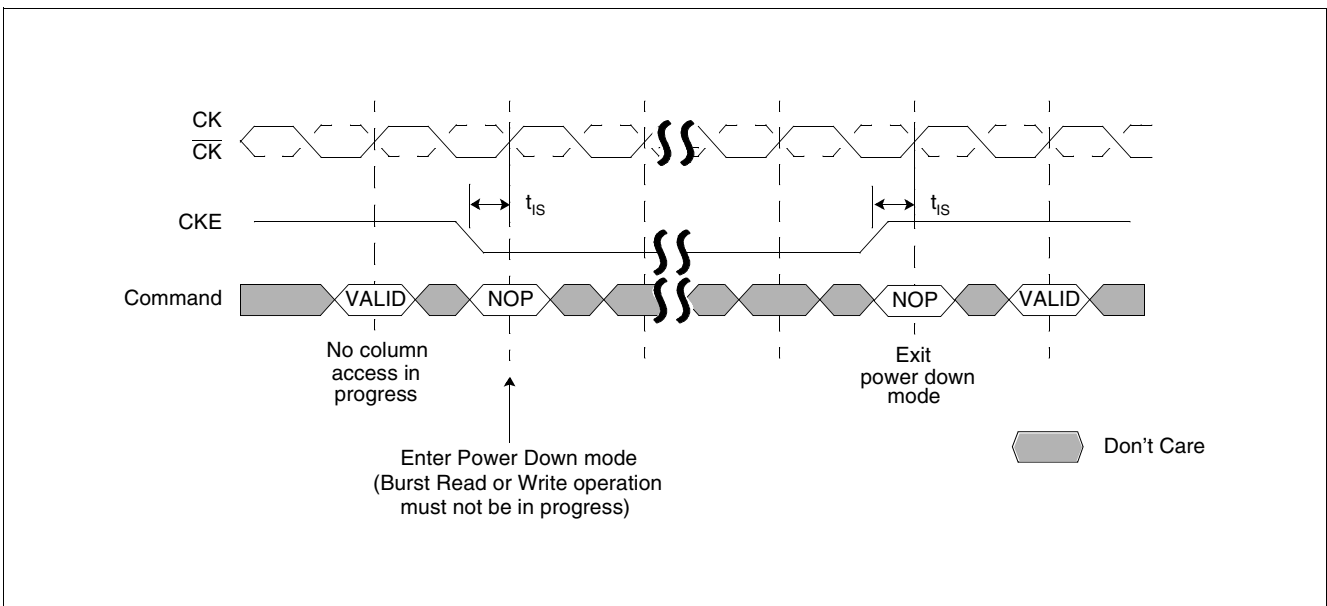 CK
CK
CKE
t_IS
t_IS
Command
VALID
NOP
NOP
VALID
No column
access in
progress
Exit
power down
mode
Enter Power Down mode
(Burst Read or Write operation
must not be in progress)
Don't Care